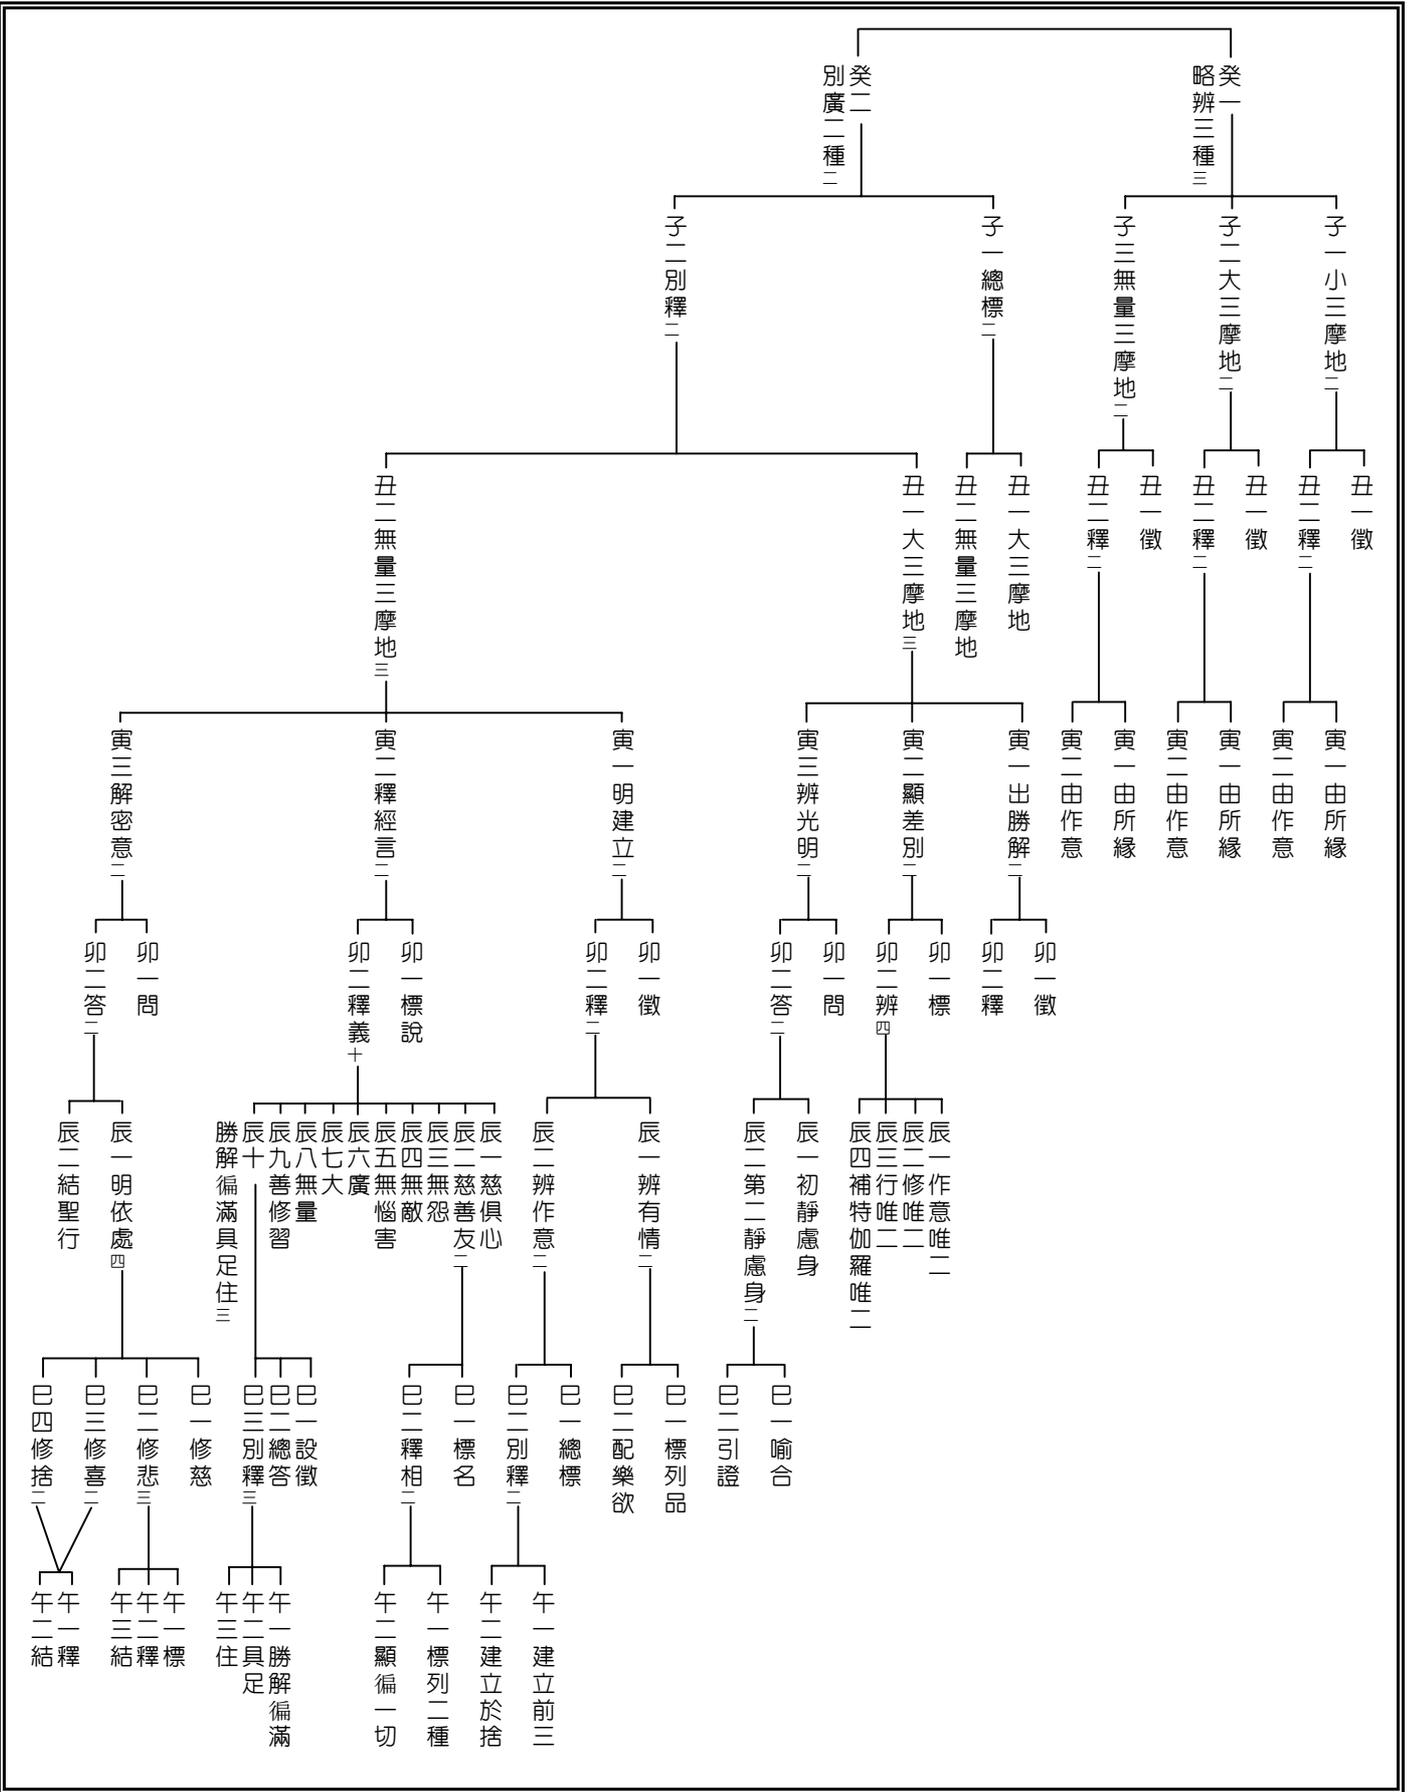 癸一
略辨三種三
癸二
別廣二種二
子一小三摩地二
子二大三摩地二
子三無量三摩地二
子一總標二
子二別釋二
丑一徵
丑二釋二
丑一徵
丑二釋二
丑一徵
丑二釋二
丑一大三摩地
丑二無量三摩地
丑一大三摩地三
丑二無量三摩地三
寅一由所緣
寅二由作意
寅一由所緣
寅二由作意
寅一由所緣
寅二由作意
寅一出勝解二
寅二顯差別二
寅三辨光明二
寅一明建立二
寅二釋經言二
寅三解密意二
卯一徵
卯二釋
卯一標
卯二辨四
卯一問
卯二答二
卯一徵
卯二釋二
卯一標說
卯二釋義十
卯一問
卯二答二
辰一作意唯二
辰二修唯二
辰三行唯二
辰四補特伽羅唯二
辰一初靜慮身
辰二第二靜慮身二
辰一辨有情二
辰二辨作意二
辰一慈俱心
辰二慈善友二
辰三無怨
辰四無敵
辰五無惱害
辰六廣
辰七大
辰八無量
辰九善修習
辰十
勝解徧滿具足住三
辰一明依處四
辰二結聖行
巳一喻合
巳二引證
巳一標列品
巳二配樂欲
巳一總標
巳二別釋二
巳一標名
巳二釋相二
巳一設徵
巳二總答
巳三別釋三
巳一修慈
巳二修悲三
巳三修喜二
巳四修捨二
午一建立前三
午二建立於捨
午一標列二種
午二顯徧一切
午一勝解徧滿
午二具足
午三住
午一標
午二釋
午三結
午一釋
午二結